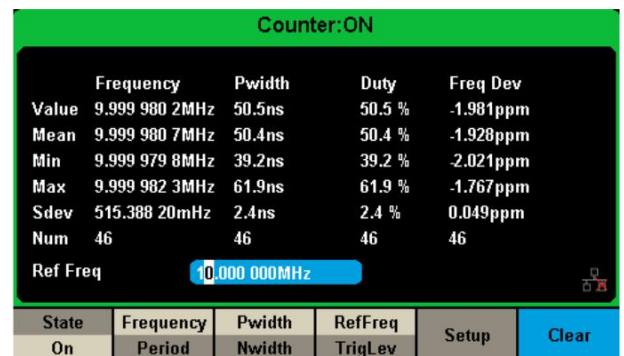 Counter:ON
Frequency Pwidth Duty Freq Dev
Value 9.999 980 2MHz 50.5ns 50.5 % -1.981ppm
Mean 9.999 980 7MHz 50.4ns 50.4 % -1.928ppm
Min 9.999 979 8MHz 39.2ns 39.2 % -2.021ppm
Max 9.999 982 3MHz 61.9ns 61.9 % -1.767ppm
Sdev 515.388 20mHz 2.4ns 2.4 % 0.049ppm
Num 46 46 46 46
Ref Freq 10.000 000MHz
State Frequency Pwidth RefFreq Setup Clear
On Period Nwidth TrigLev